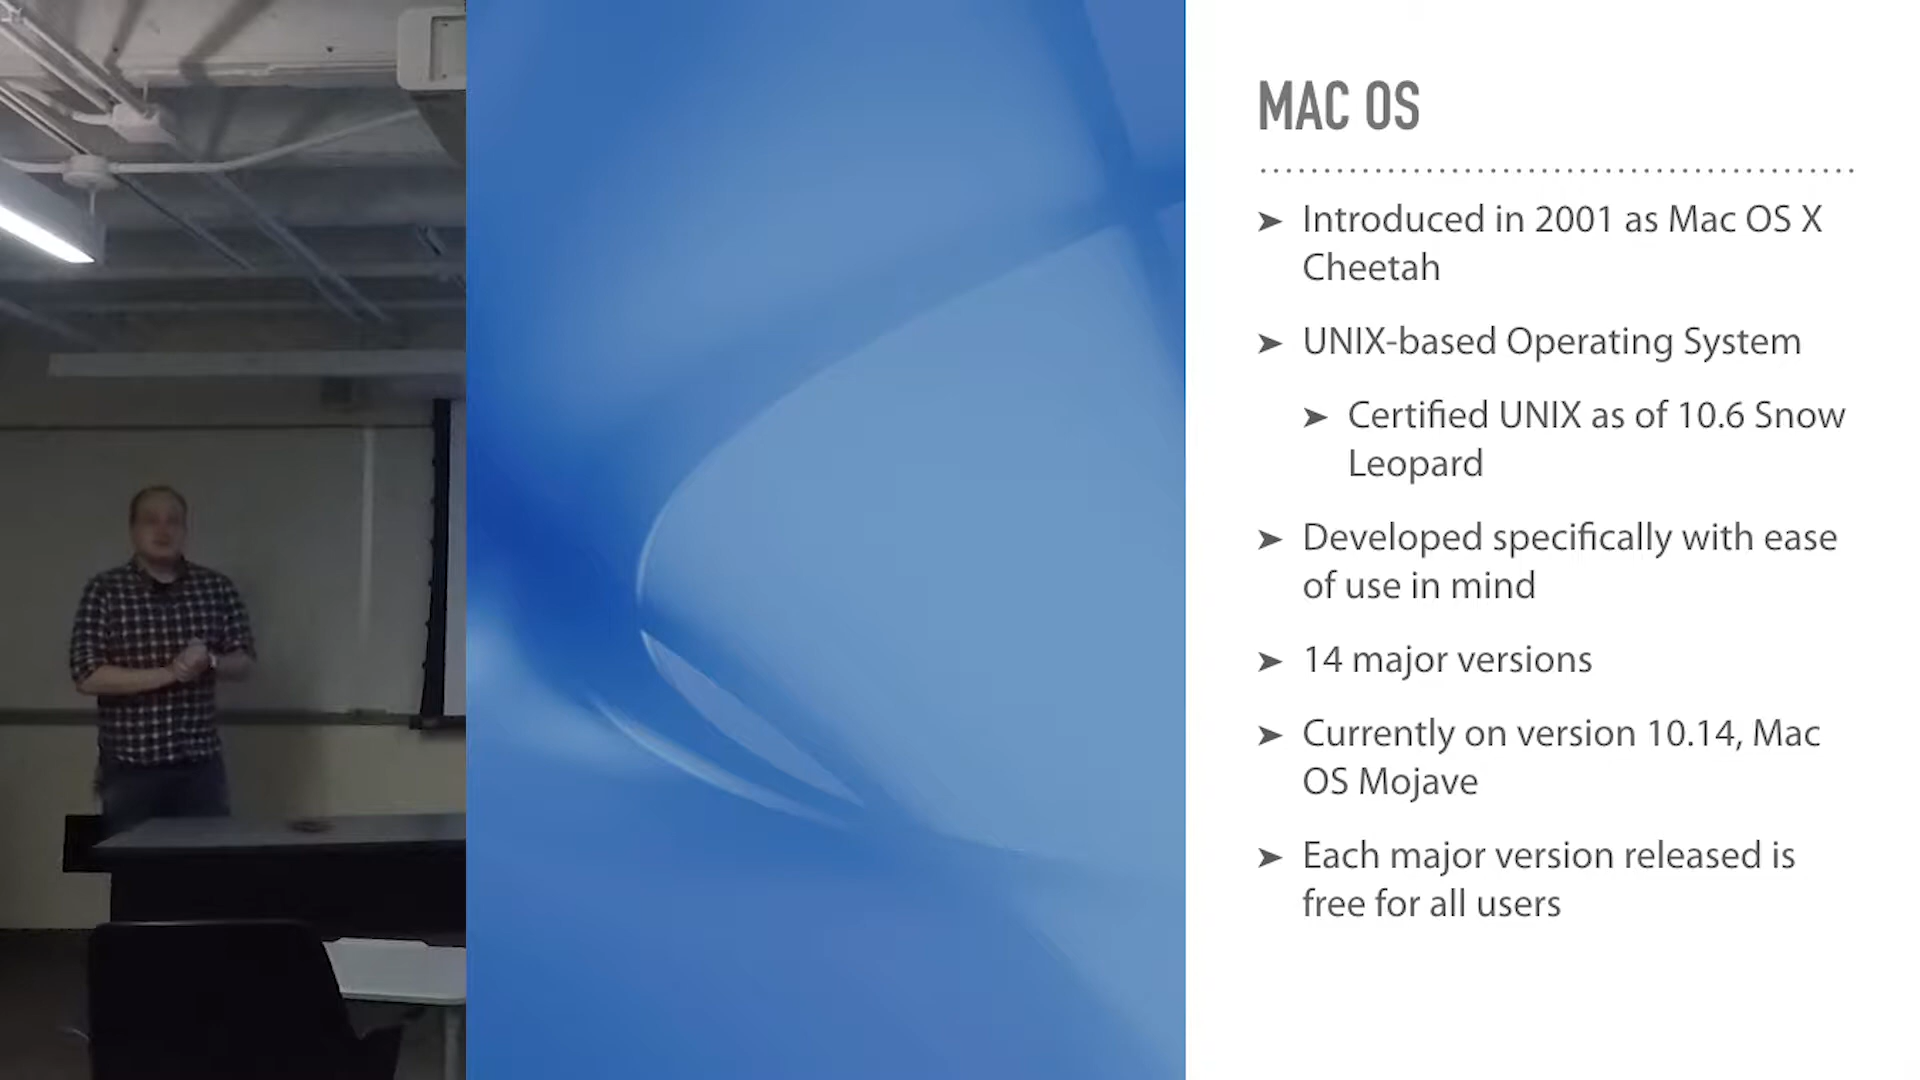 MAC OS
➤ Introduced in 2001 as Mac OS X
Cheetah
➤ UNIX-based Operating System
➤ Certified UNIX as of 10.6 Snow
Leopard
➤ Developed specifically with ease
of use in mind
➤ 14 major versions
➤ Currently on version 10.14, Mac
OS Mojave
➤ Each major version released is
free for all users